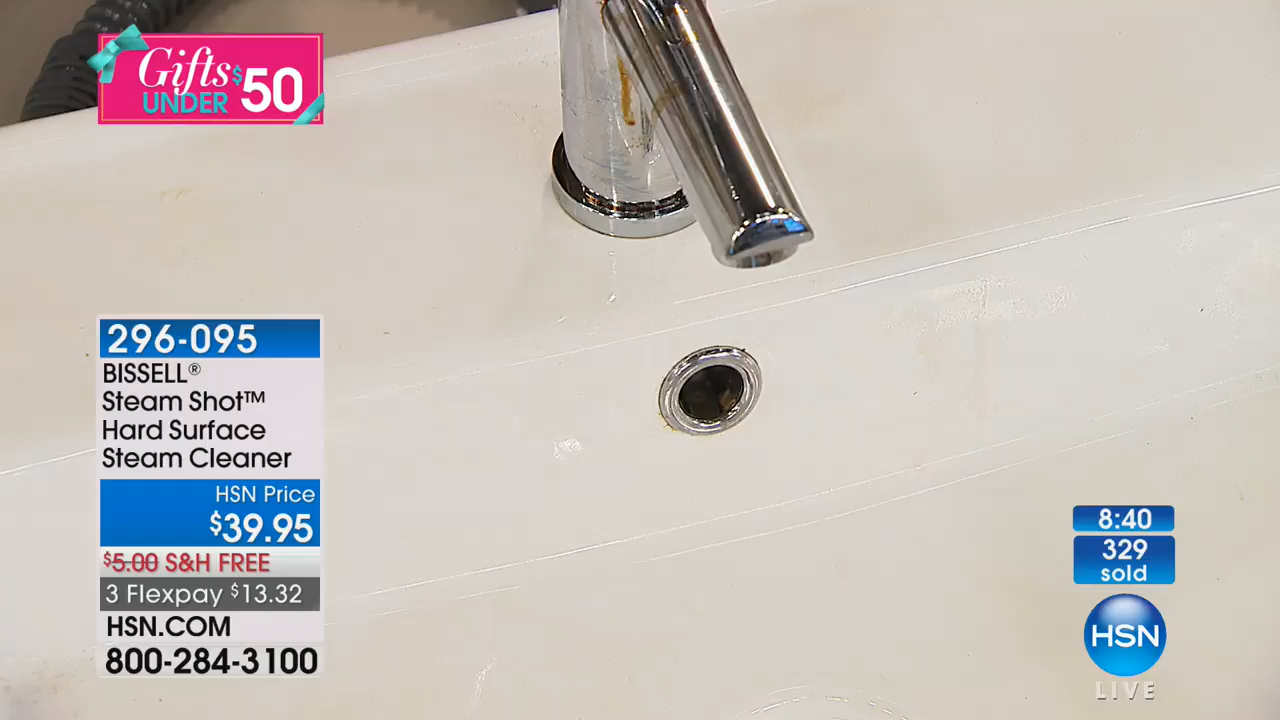 Gifts
UNDER $50
296-095
BISSELL®
Steam Shot™
Hard Surface
Steam Cleaner
HSN Price
$39.95
$5.00 S&H FREE
3 Flexpay $13.32
HSN.COM
800-284-3100
8:40
329
sold
HSN
LIVE